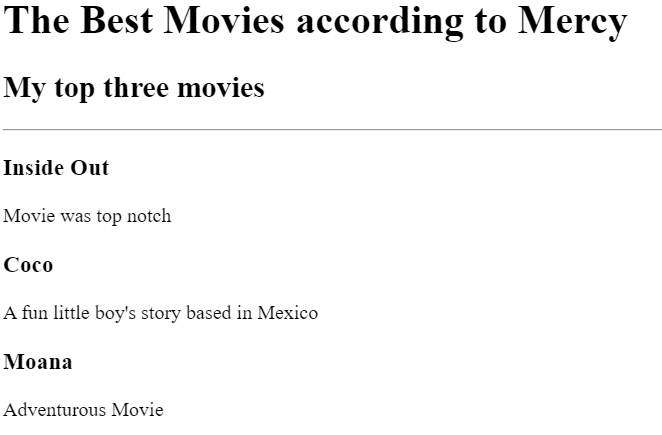 The Best Movies according to Mercy
My top three movies
Inside Out
Movie was top notch
Coco
A fun little boy's story based in Mexico
Moana
Adventurous Movie